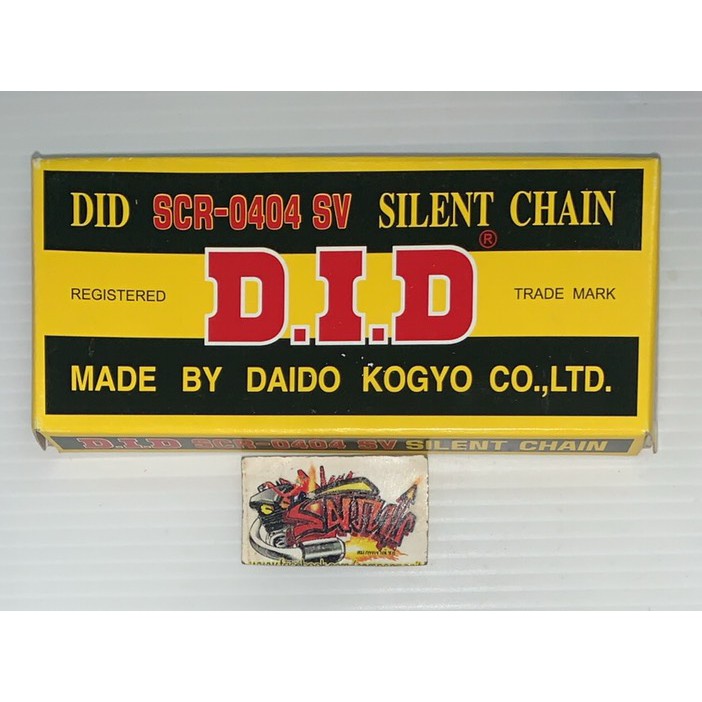 DID SCR-0404 SV SILENT CHAIN
D.I.D®
REGISTERED
TRADE MARK
MADE BY DAIDO KOGYO CO.,LTD.
D.I.D SCR-0404 SV SILENT CHAIN